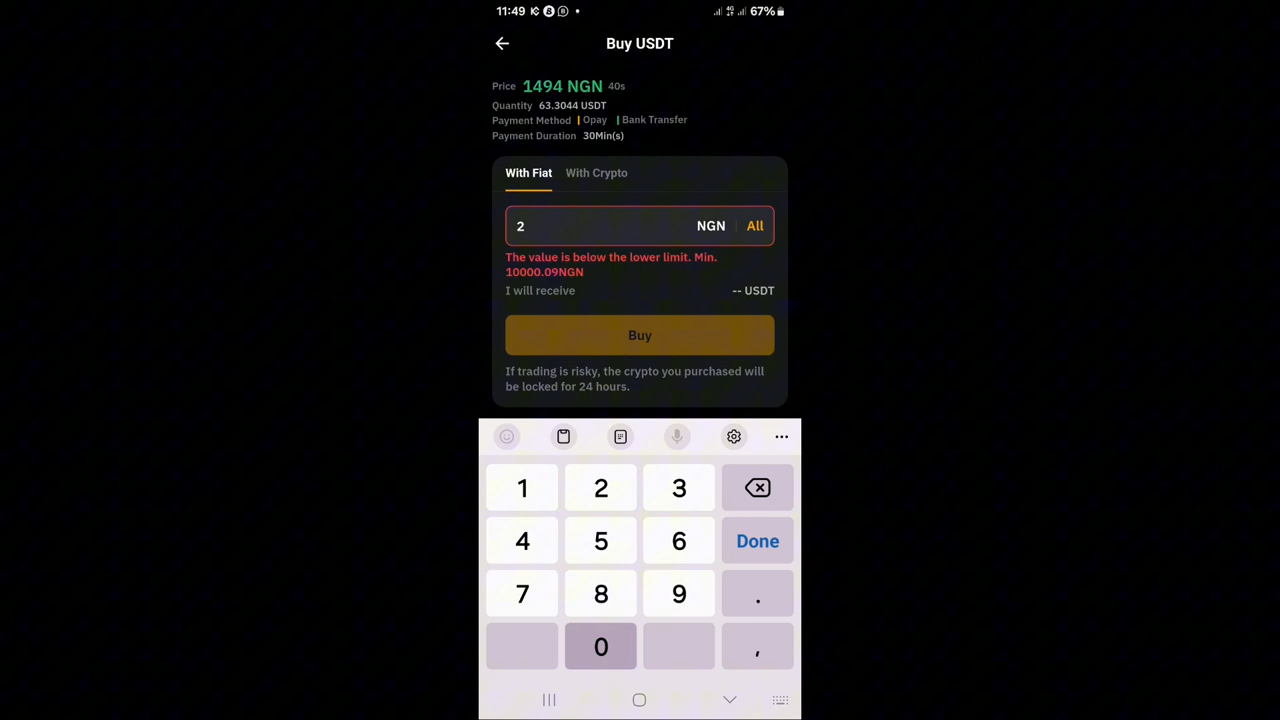 11:49 4G 67%
Buy USDT
Price 1494 NGN 40s
Quantity 63.3044 USDT
Payment Method Opay Bank Transfer
Payment Duration 30Min(s)
With Fiat With Crypto
2 NGN All
The value is below the lower limit. Min.
10000.09NGN
I will receive -- USDT
Buy
If trading is risky, the crypto you purchased will
be locked for 24 hours.
1 2 3
4 5 6 Done
7 8 9 .
0 ,